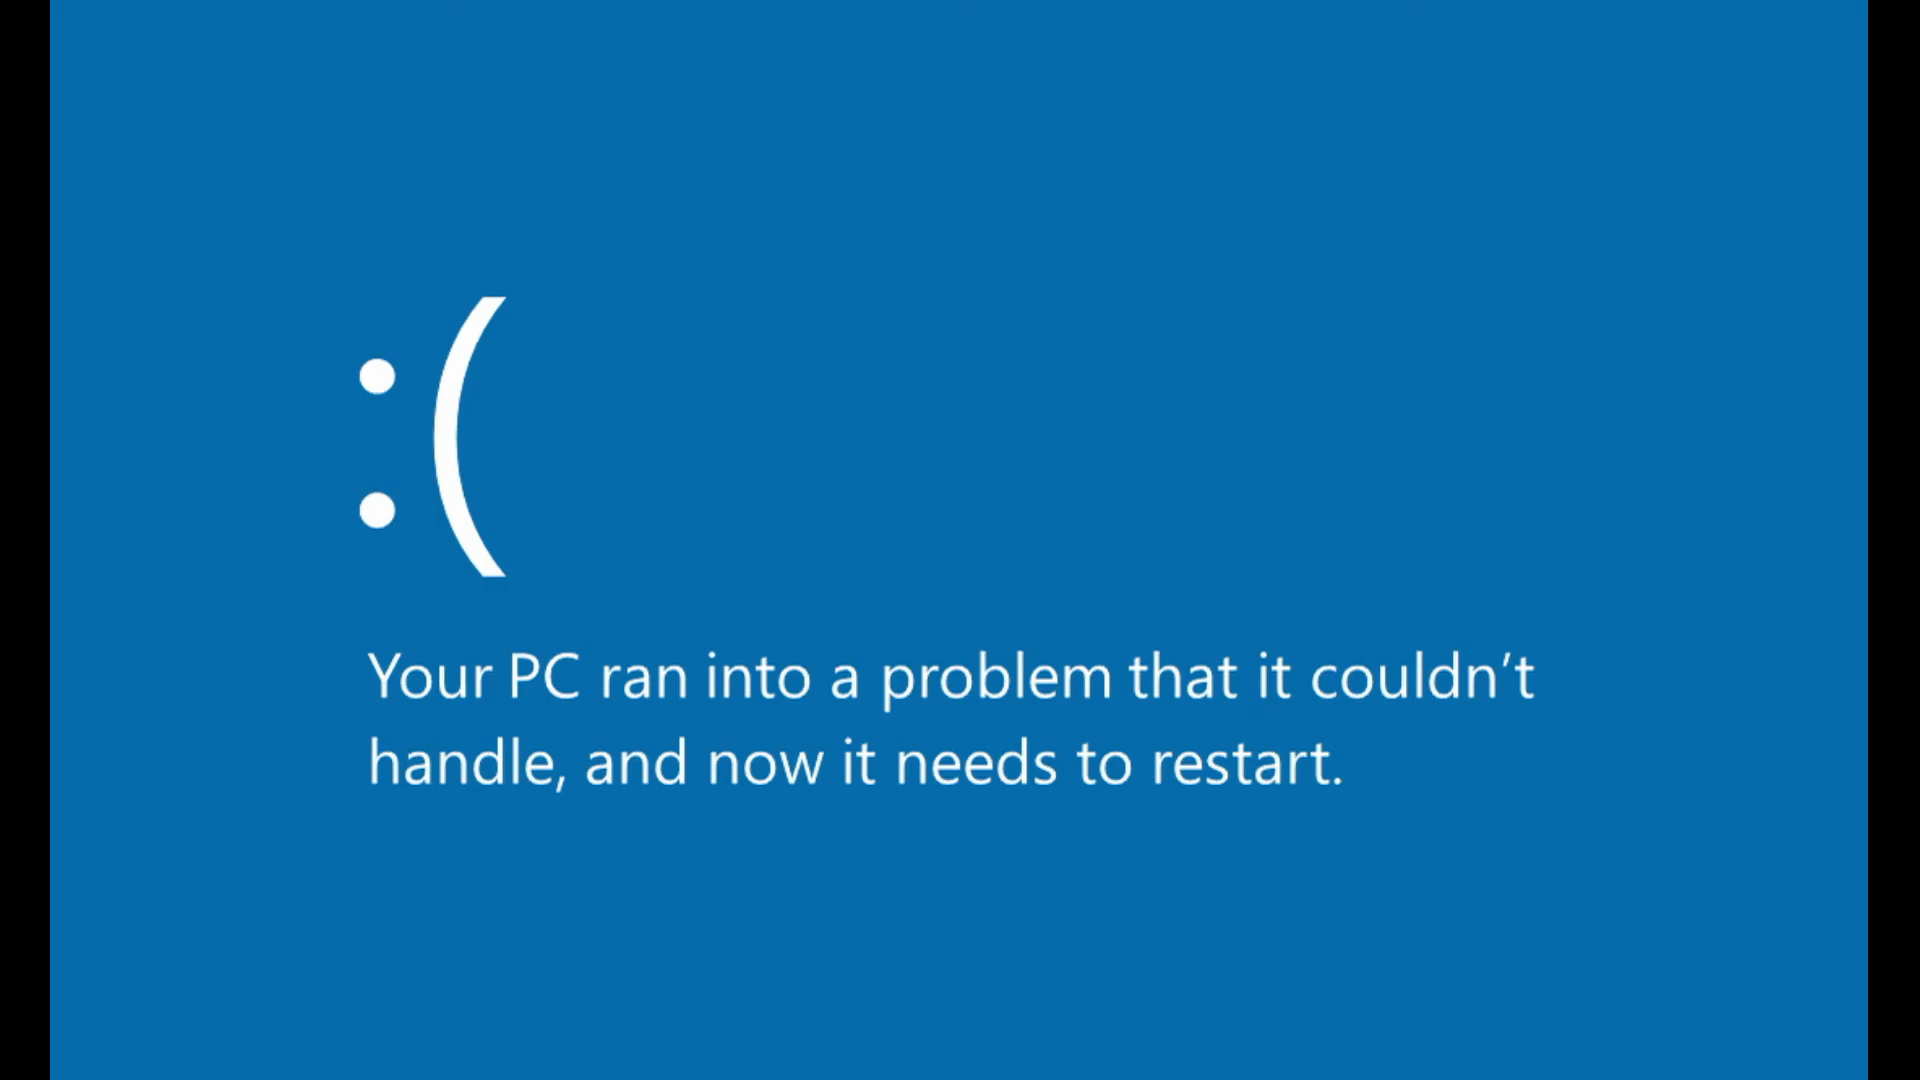 :(
Your PC ran into a problem that it couldn’t
handle, and now it needs to restart.